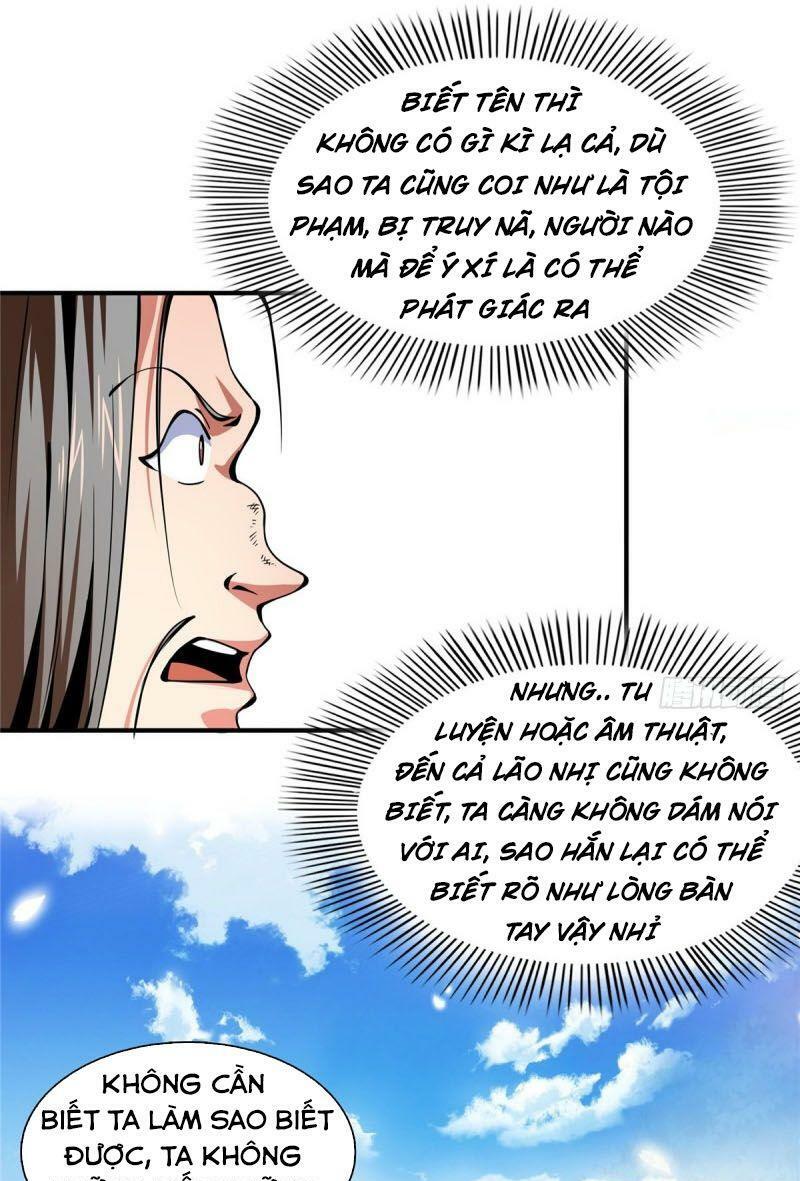 BIẾT TÊN THÌ
KHÔNG CÓ GÌ KÌ LẠ CẢ, DÙ
SAO TA CŨNG COI NHƯ LÀ TỘI
PHẠM, BỊ TRUY NÃ, NGƯỜI NÀO
MÀ ĐỂ Ý XÍ LÀ CÓ THỂ
PHÁT GIÁC RA
NHƯNG.. TU
LUYỆN HOẶC ÂM THUẬT,
ĐẾN CẢ LÃO NHỊ CŨNG KHÔNG
BIẾT, TA CÀNG KHÔNG DÁM NÓI
VỚI AI, SAO HẮN LẠI CÓ THỂ
BIẾT RÕ NHƯ LÒNG BÀN
TAY VẬY NHỈ
KHÔNG CẦN
BIẾT TA LÀM SAO BIẾT
ĐƯỢC, TA KHÔNG